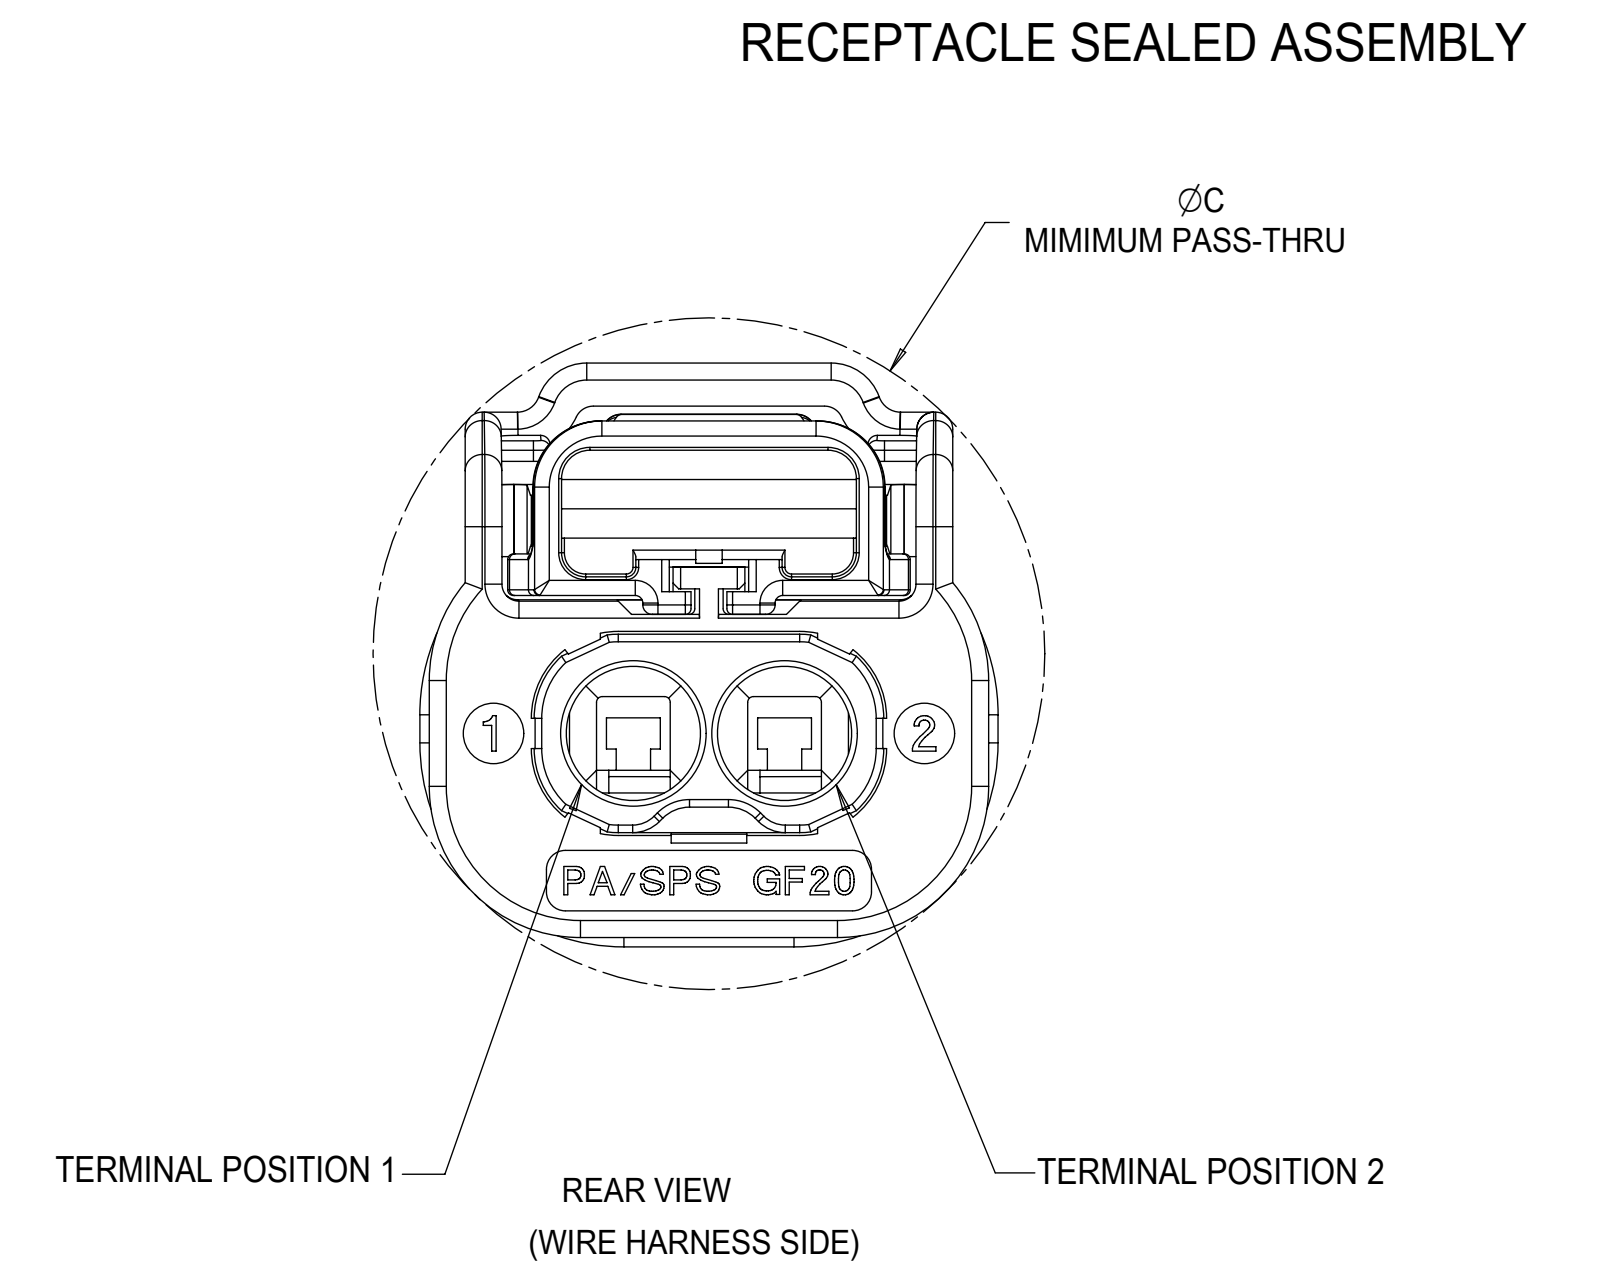 RECEPTACLE SEALED ASSEMBLY
ØC
MIMIMUM PASS-THRU
1
2
PA/SPS GF20
TERMINAL POSITION 1
TERMINAL POSITION 2
REAR VIEW
(WIRE HARNESS SIDE)